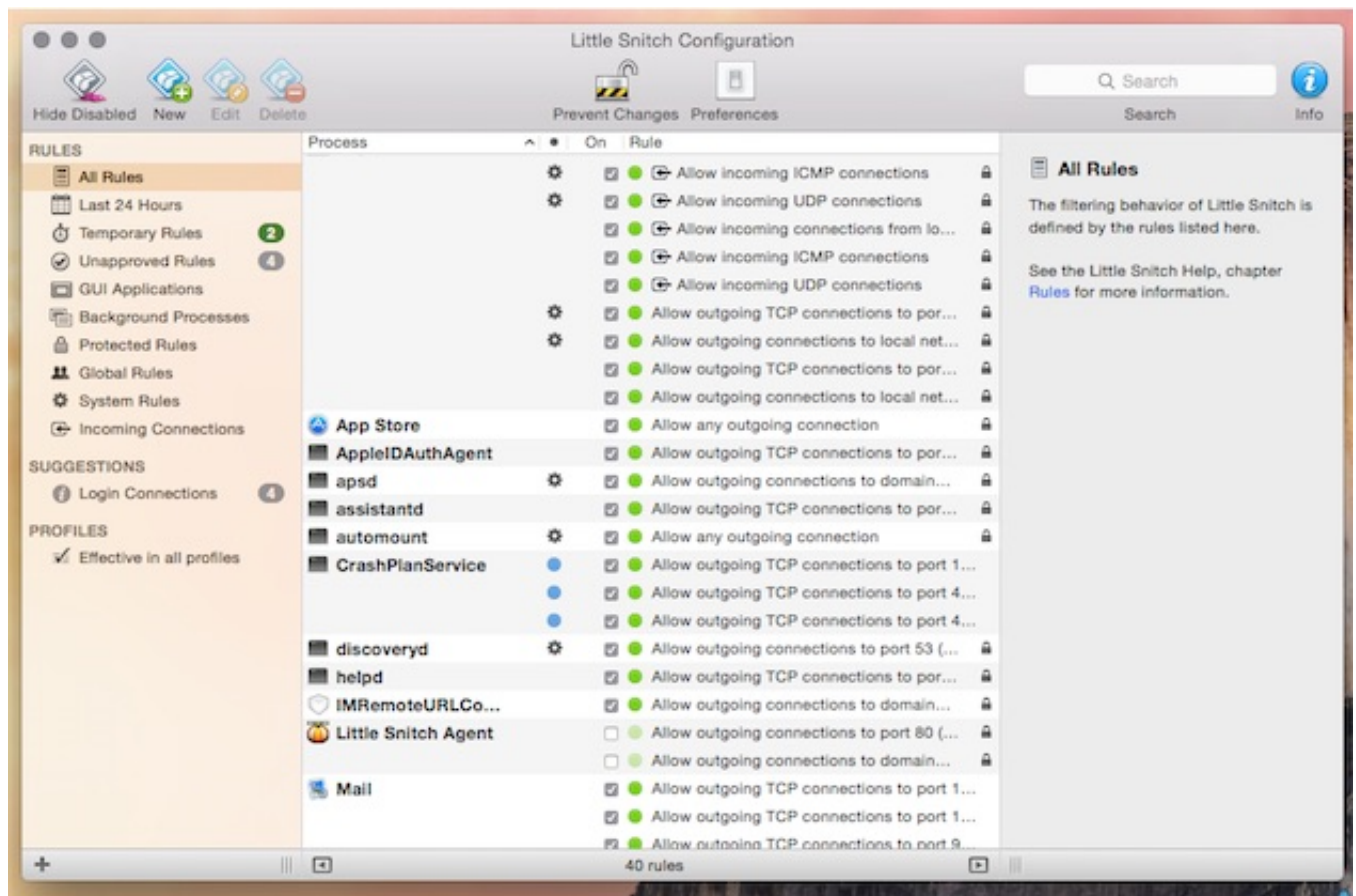 Little Snitch Configuration
Hide Disabled New Edit Delete Prevent Changes Preferences Search Search Info
RULES
All Rules
Last 24 Hours
Temporary Rules 2
Unapproved Rules 4
GUI Applications
Background Processes
Protected Rules
Global Rules
System Rules
Incoming Connections
SUGGESTIONS
Login Connections 4
PROFILES
Effective in all profiles
Process On Rule
Allow incoming ICMP connections
Allow incoming UDP connections
Allow incoming connections from lo...
Allow incoming ICMP connections
Allow incoming UDP connections
Allow outgoing TCP connections to por...
Allow outgoing connections to local net...
Allow outgoing TCP connections to por...
Allow outgoing connections to local net...
App Store Allow any outgoing connection
AppleIDAuthAgent Allow outgoing TCP connections to por...
apsd Allow outgoing connections to domain...
assistantd Allow outgoing TCP connections to por...
automount Allow any outgoing connection
CrashPlanService Allow outgoing TCP connections to port 1...
Allow outgoing TCP connections to port 4...
Allow outgoing TCP connections to port 4...
discoveryd Allow outgoing connections to port 53 (...
helpd Allow outgoing TCP connections to por...
IMRemoteURLCo... Allow outgoing connections to domain...
Little Snitch Agent Allow outgoing connections to port 80 (...
Allow outgoing connections to domain...
Mail Allow outgoing TCP connections to port 1...
Allow outgoing TCP connections to port 1...
Allow outgoing TCP connections to port 9...
40 rules
All Rules
The filtering behavior of Little Snitch is
defined by the rules listed here.
See the Little Snitch Help, chapter
Rules for more information.